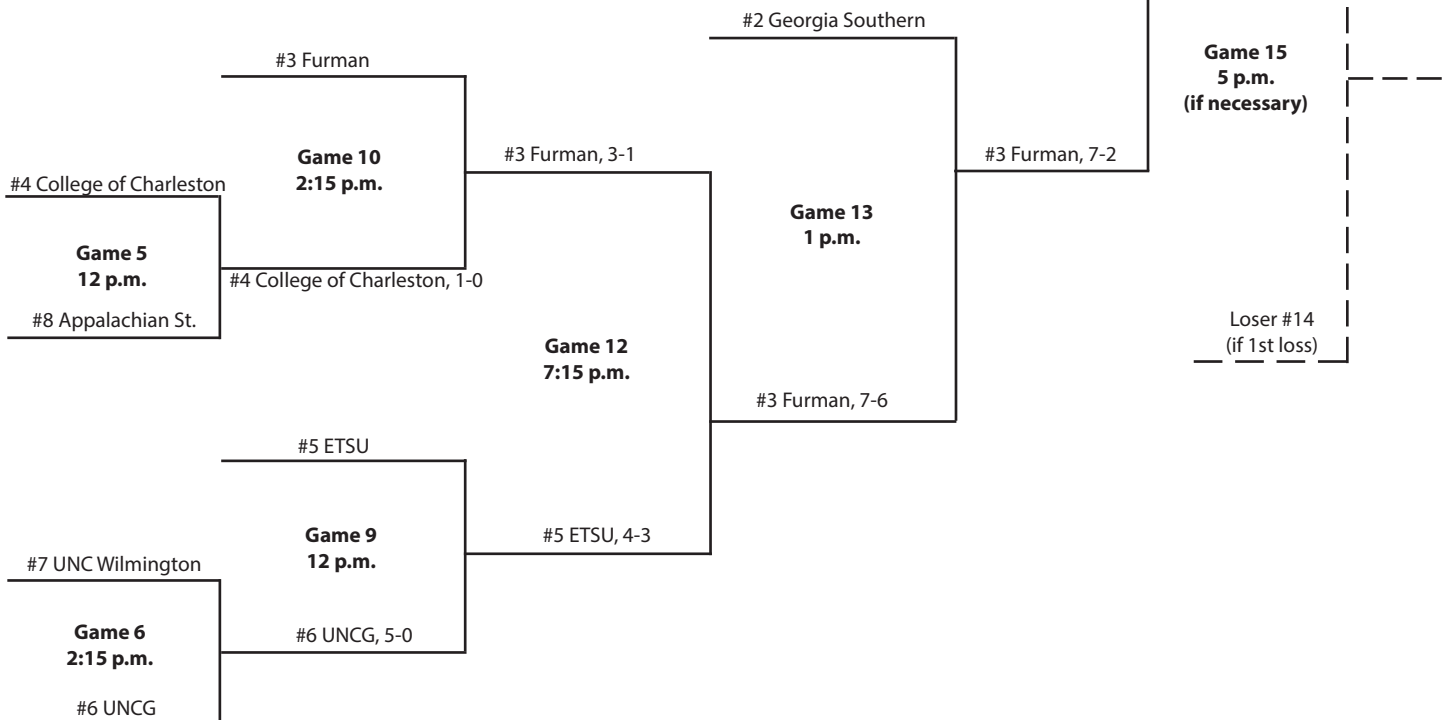 #2 Georgia Southern
#3 Furman
Game 15
5 p.m.
(if necessary)
Game 10
2:15 p.m.
#3 Furman, 3-1
#3 Furman, 7-2
#4 College of Charleston
Game 13
1 p.m.
Game 5
12 p.m.
#4 College of Charleston, 1-0
#8 Appalachian St.
Loser #14
(if 1st loss)
Game 12
7:15 p.m.
#3 Furman, 7-6
#5 ETSU
Game 9
12 p.m.
#5 ETSU, 4-3
#7 UNC Wilmington
Game 6
2:15 p.m.
#6 UNCG, 5-0
#6 UNCG